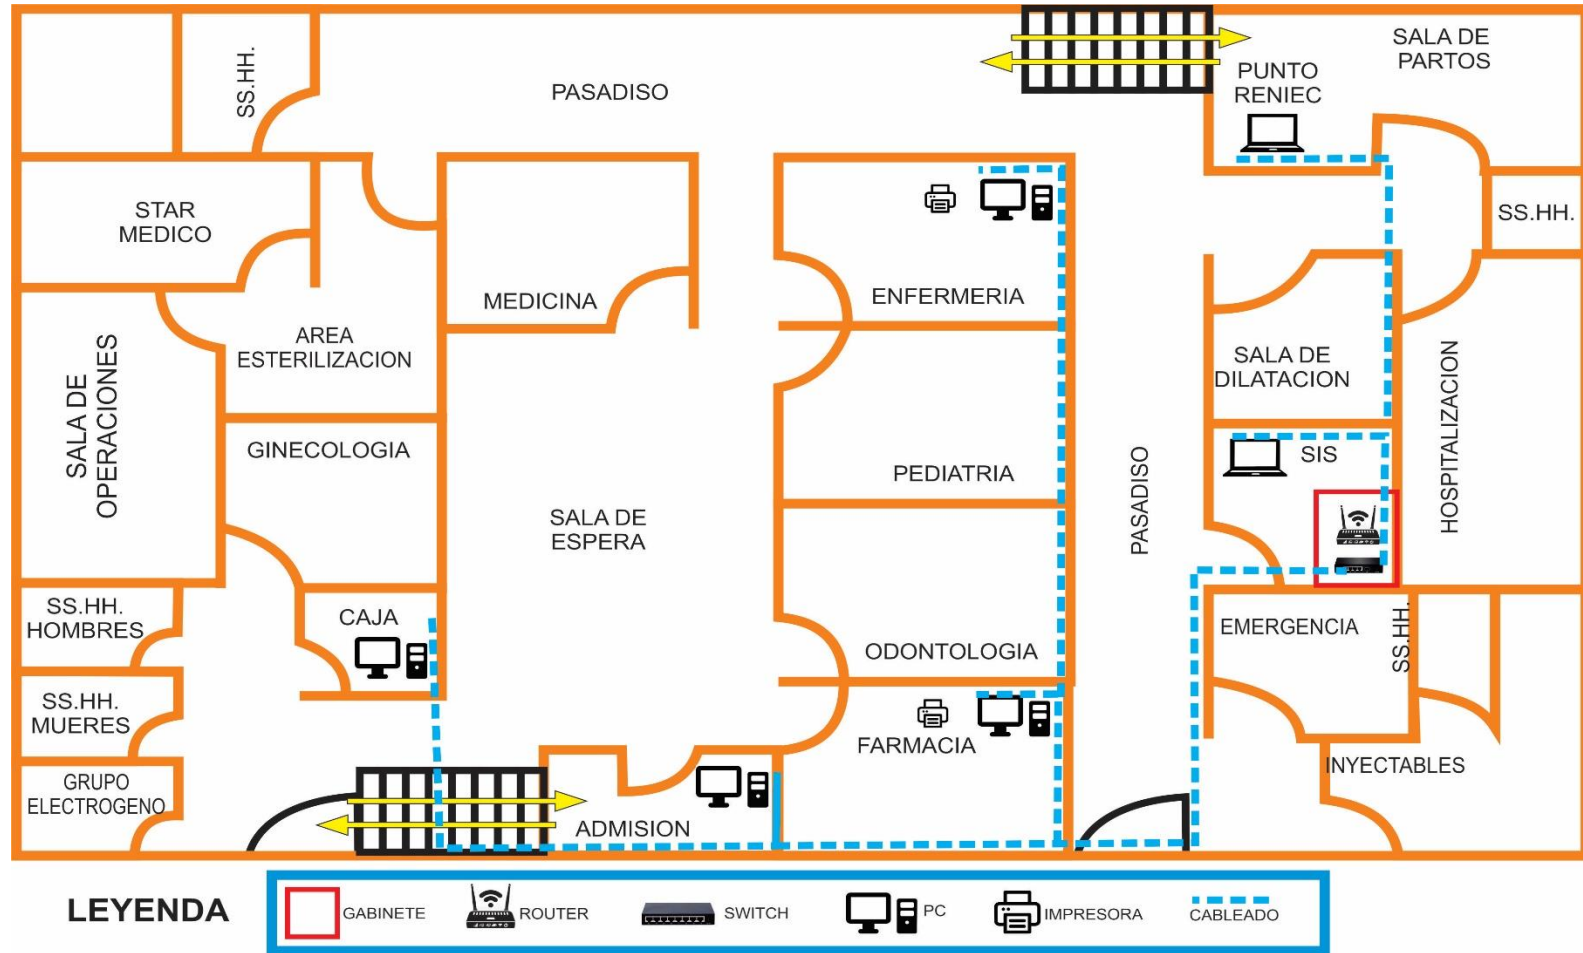 SS.HH.
PASADISO
SALA DE
PARTOS
PUNTO
RENIEC
STAR
MEDICO
SS.HH.
MEDICINA
ENFERMERIA
AREA
ESTERILIZACION
SALA DE
OPERACIONES
SALA DE
DILATACION
GINECOLOGIA
SIS
HOSPITALIZACION
PEDIATRIA
PASADISO
SALA DE
ESPERA
SS.HH.
HOMBRES
CAJA
ODONTOLOGIA
EMERGENCIA
SS.HH.
SS.HH.
MUERES
FARMACIA
INYECTABLES
GRUPO
ELECTROGENO
ADMISION
LEYENDA
GABINETE
ROUTER
SWITCH
PC
IMPRESORA
CABLEADO